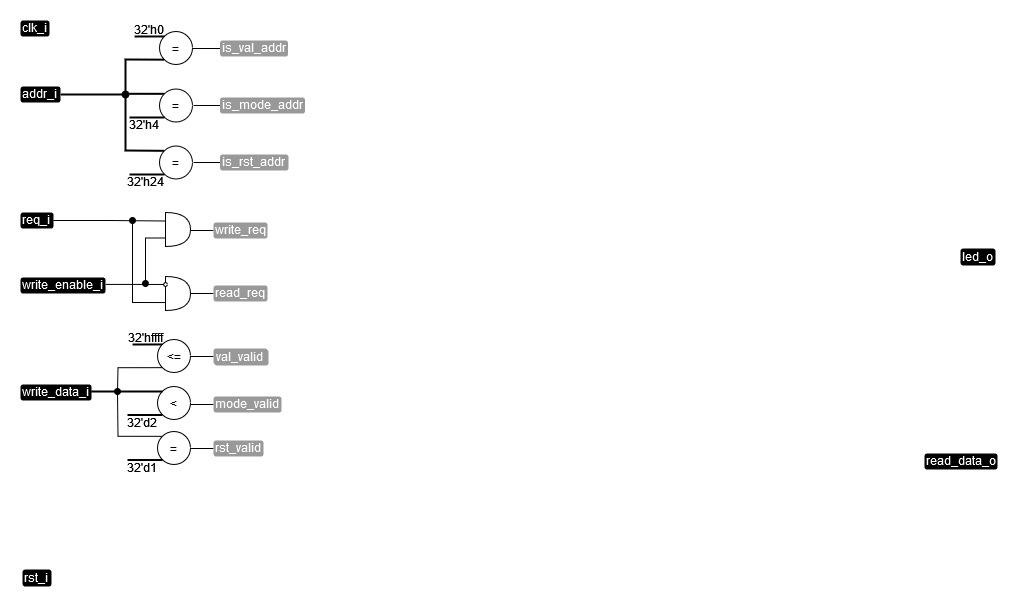 clk_i
32'h0
=
is_val_addr
addr_i
=
is_mode_addr
32'h4
=
is_rst_addr
32'h24
req_i
write_req
write_enable_i
read_req
led_o
32'hffff
<=
val_valid
write_data_i
<
mode_valid
32'd2
=
rst_valid
32'd1
read_data_o
rst_i